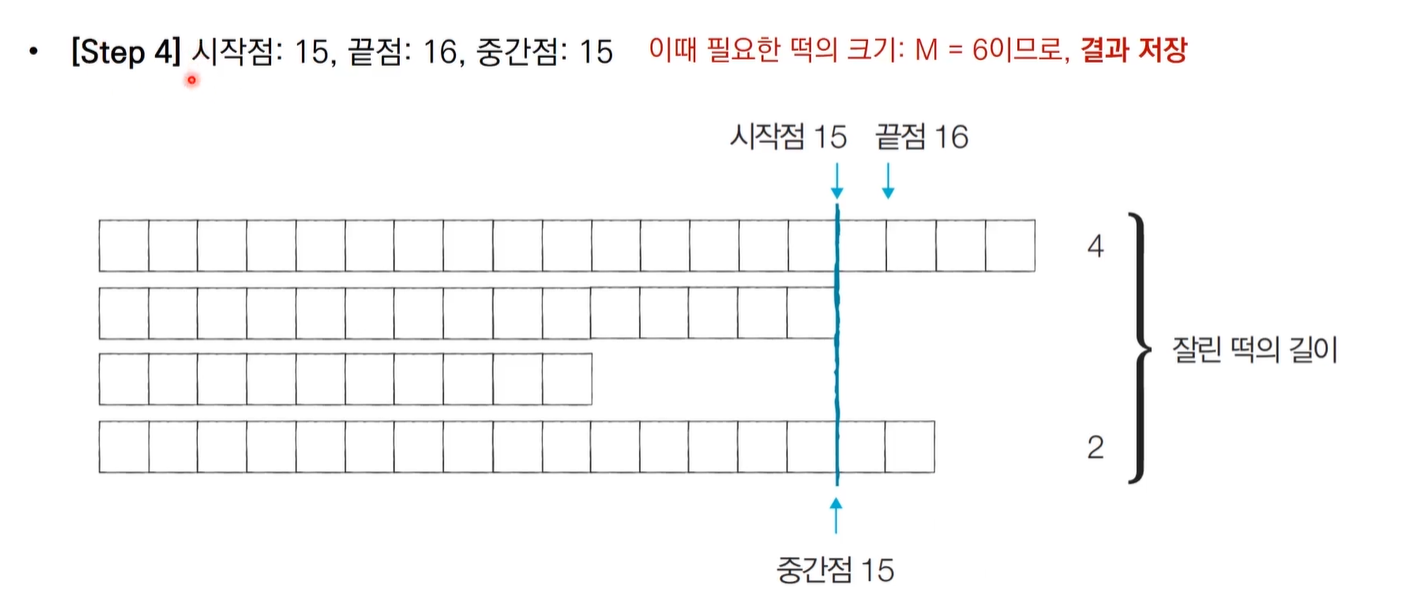 • [Step 4] 시작점: 15, 끝점: 16, 중간점: 15 이때 필요한 떡의 크기: M = 6이므로, 결과 저장
시작점 15 끝점 16
4
잘린 떡의 길이
2
중간점 15